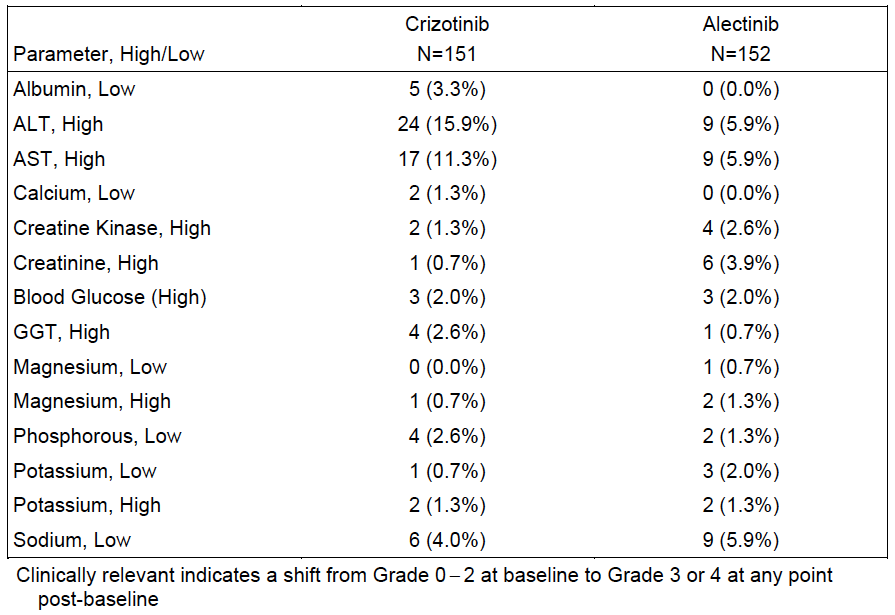 Crizotinib Alectinib
Parameter, High/Low N=151 N=152
Albumin, Low 5 (3.3%) 0 (0.0%)
ALT, High 24 (15.9%) 9 (5.9%)
AST, High 17 (11.3%) 9 (5.9%)
Calcium, Low 2 (1.3%) 0 (0.0%)
Creatine Kinase, High 2 (1.3%) 4 (2.6%)
Creatinine, High 1 (0.7%) 6 (3.9%)
Blood Glucose (High) 3 (2.0%) 3 (2.0%)
GGT, High 4 (2.6%) 1 (0.7%)
Magnesium, Low 0 (0.0%) 1 (0.7%)
Magnesium, High 1 (0.7%) 2 (1.3%)
Phosphorous, Low 4 (2.6%) 2 (1.3%)
Potassium, Low 1 (0.7%) 3 (2.0%)
Potassium, High 2 (1.3%) 2 (1.3%)
Sodium, Low 6 (4.0%) 9 (5.9%)
Clinically relevant indicates a shift from Grade 0 – 2 at baseline to Grade 3 or 4 at any point
post-baseline